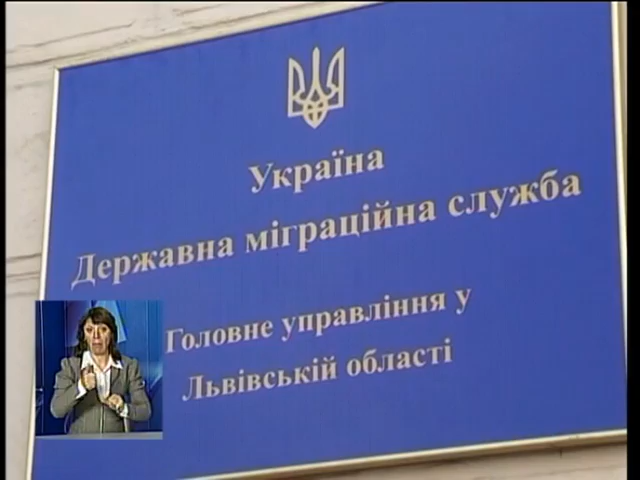 Україна
Державна міграційна служба
Головне управління у
Львівській області